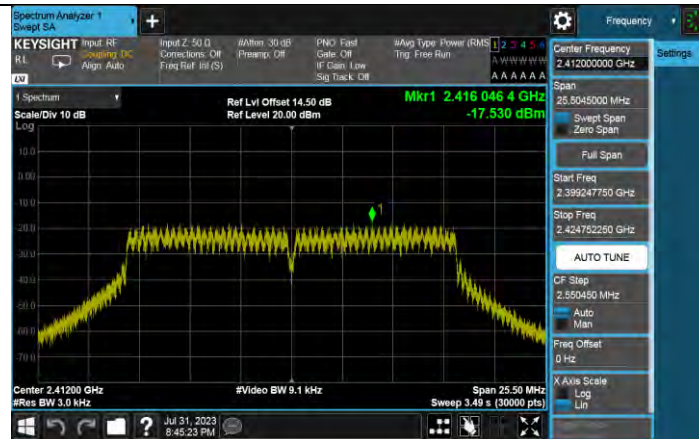 Spectrum Analyzer 1
Swept SA
+
Frequency
KEYSIGHT
Input: RF
Input Z: 50 Ω
#Atten: 30 dB
PNO: Fast
#Avg Type: Power (RMS
1 2 3 4 5 6
RL
Coupling: DC
Corrections: Off
Preamp: Off
Gate: Off
Trig: Free Run
A W W W W W
Align: Auto
Freq Ref: Int (S)
IF Gain: Low
Sig Track: Off
A A A A A A
LXI
Center Frequency
2.412000000 GHz
Settings
Span
25.5045000 MHz
Swept Span
Zero Span
Full Span
Start Freq
2.399247750 GHz
Stop Freq
2.424752250 GHz
AUTO TUNE
CF Step
2.550450 MHz
Auto
Man
Freq Offset
0 Hz
X Axis Scale
Log
Lin
1 Spectrum
Ref Lvl Offset 14.50 dB
Mkr1 2.416 046 4 GHz
Scale/Div 10 dB
Ref Level 20.00 dBm
-17.530 dBm
Log
10.0
0.00
-10.0
-20.0
-30.0
-40.0
-50.0
-60.0
-70.0
1
Center 2.41200 GHz
#Video BW 9.1 kHz
Span 25.50 MHz
#Res BW 3.0 kHz
Sweep 3.49 s (30000 pts)
?
Jul 31, 2023
8:45:23 PM